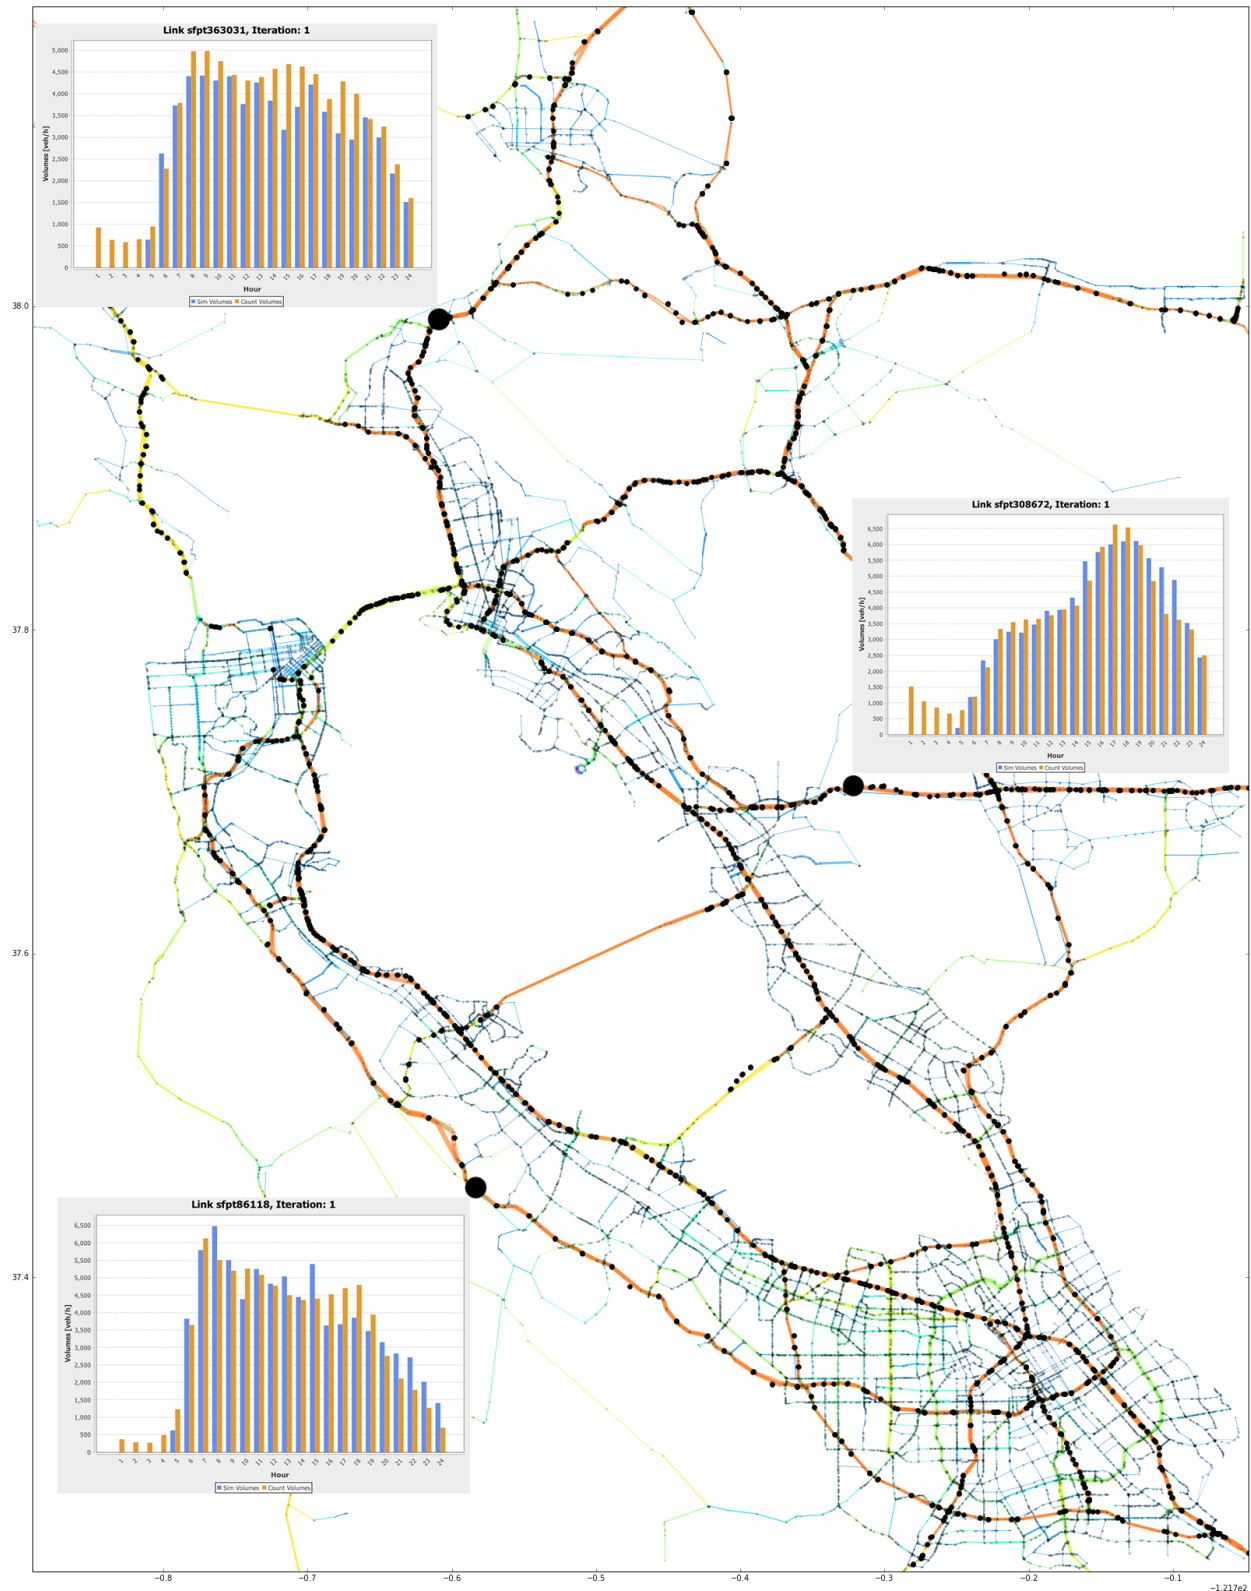 Link sfpt363031, Iteration: 1
5,000
4,500
4,000
3,500
3,000
2,500
2,000
1,500
1,000
500
0
Volumes [veh/h]
1 2 3 4 5 6 7 8 9 10 11 12 13 14 15 16 17 18 19 20 21 22 23 24
Hour
Sim Volumes Count Volumes
38.0
Link sfpt308672, Iteration: 1
6,500
6,000
5,500
5,000
4,500
4,000
3,500
3,000
2,500
2,000
1,500
1,000
500
0
Volumes [veh/h]
1 2 3 4 5 6 7 8 9 10 11 12 13 14 15 16 17 18 19 20 21 22 23 24
Hour
Sim Volumes Count Volumes
37.8
37.6
Link sfpt86118, Iteration: 1
6,500
6,000
5,500
5,000
4,500
4,000
3,500
3,000
2,500
2,000
1,500
1,000
500
0
Volumes [veh/h]
1 2 3 4 5 6 7 8 9 10 11 12 13 14 15 16 17 18 19 20 21 22 23 24
Hour
Sim Volumes Count Volumes
37.4
−0.8 −0.7 −0.6 −0.5 −0.4 −0.3 −0.2 −0.1
−1.217e2